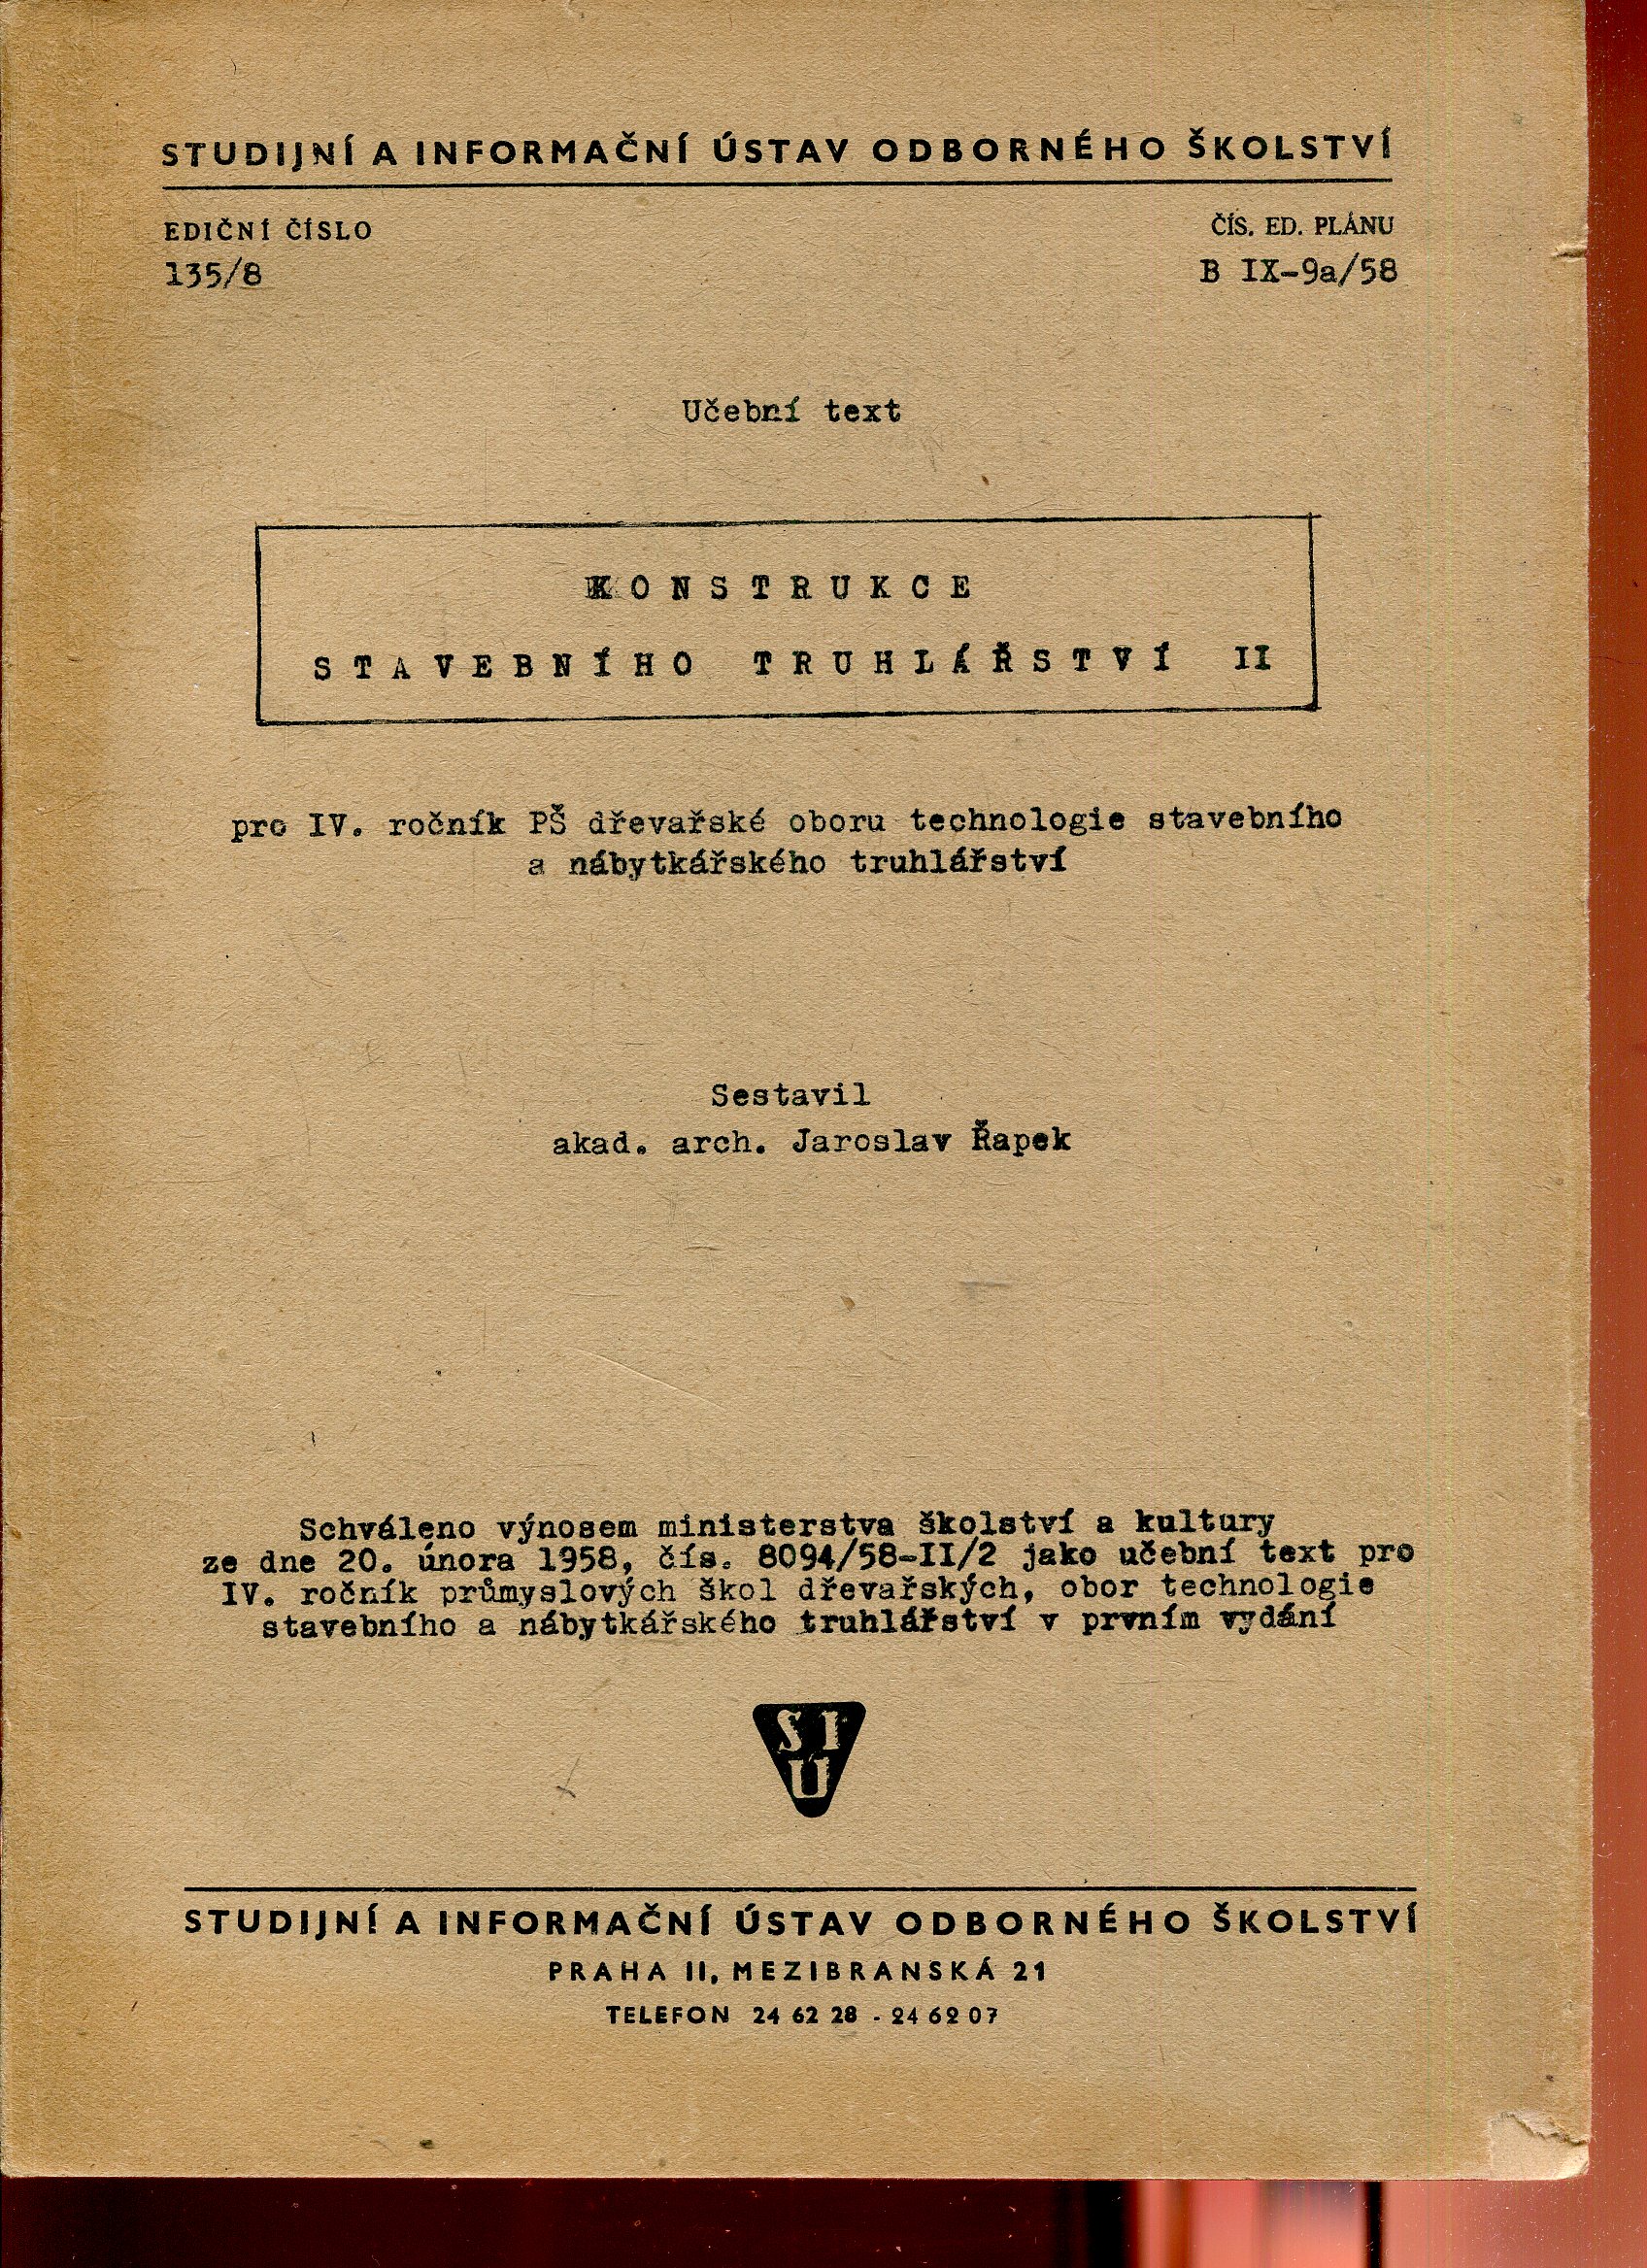 STUDIJNÍ A INFORMAČNÍ ÚSTAV ODBORNÉHO ŠKOLSTVÍ
EDIČNÍ ČÍSLO
135/8
ČÍS. ED. PLÁNU
B IX-9a/58
Učební text
KONSTRUKCE
STAVEBNÍHO TRUHLÁŘSTVÍ II
pro IV. ročník PŠ dřevařské oboru technologie stavebního
a nábytkářského truhlářství
Sestavil
akad. arch. Jaroslav Řapek
Schváleno výnosem ministerstva školství a kultury
ze dne 20. února 1958, čís. 8094/58-II/2 jako učební text pro
IV. ročník průmyslových škol dřevařských, obor technologie
stavebního a nábytkářského truhlářství v prvním vydání
SI
Ú
STUDIJNÍ A INFORMAČNÍ ÚSTAV ODBORNÉHO ŠKOLSTVÍ
PRAHA II, MEZIBRANSKÁ 21
TELEFON 24 62 28 - 24 62 07